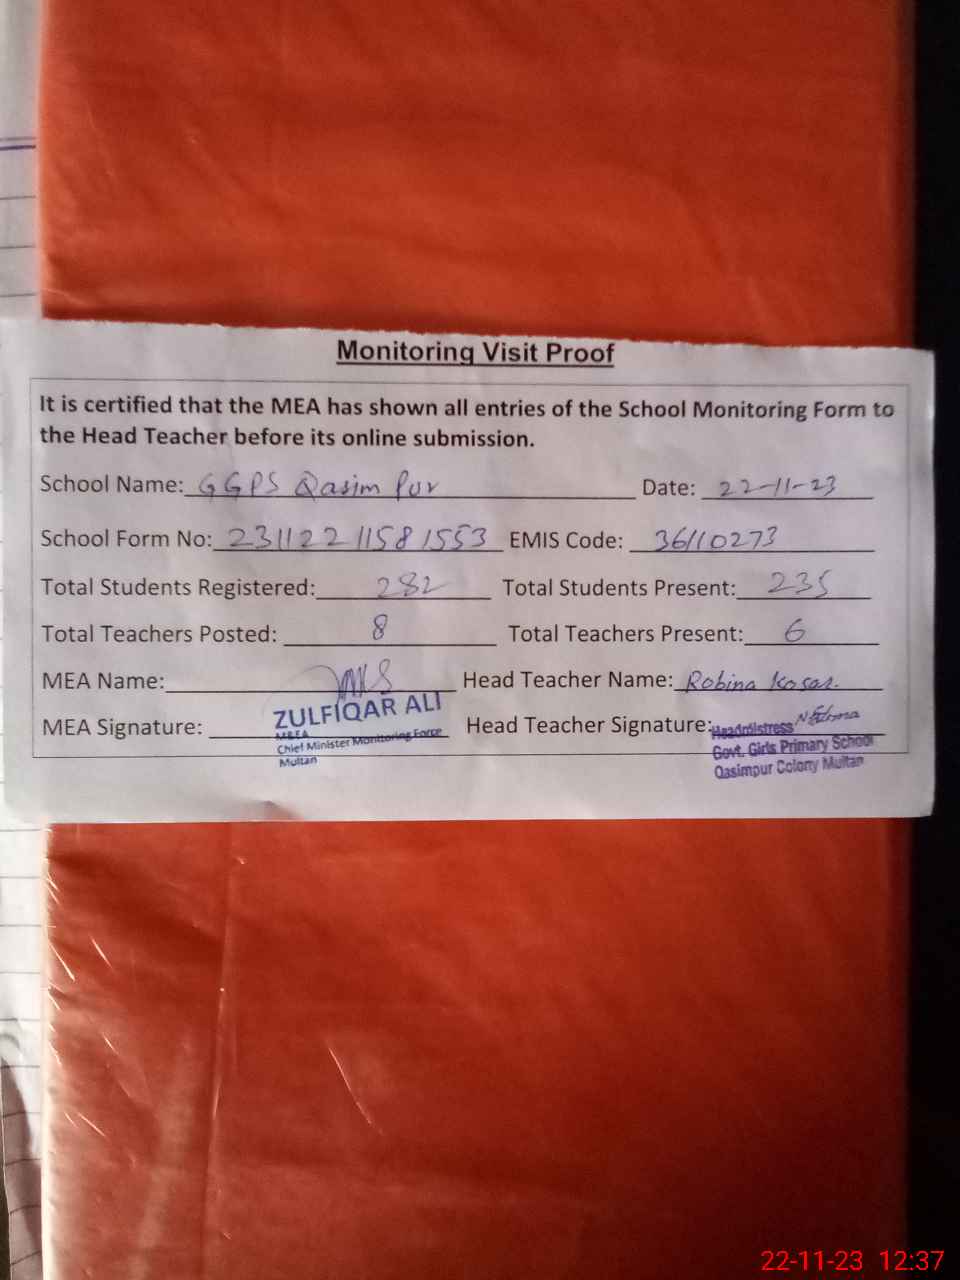 Monitoring Visit Proof
It is certified that the MEA has shown all entries of the School Monitoring Form to
the Head Teacher before its online submission.
School Name: GGPS Qasim Pur Date: 22-11-23
School Form No: 231122 11581553 EMIS Code: 36110273
Total Students Registered: 282 Total Students Present: 235
Total Teachers Posted: 8 Total Teachers Present: 6
MEA Name: Head Teacher Name: Robina Kosar.
MEA Signature: Head Teacher Signature:
ZULFIQAR ALI
M&EA
Chief Minister Monitoring Force
Multan
Headmistress
Govt. Girls Primary School
Qasimpur Colony Multan
22-11-23 12:37